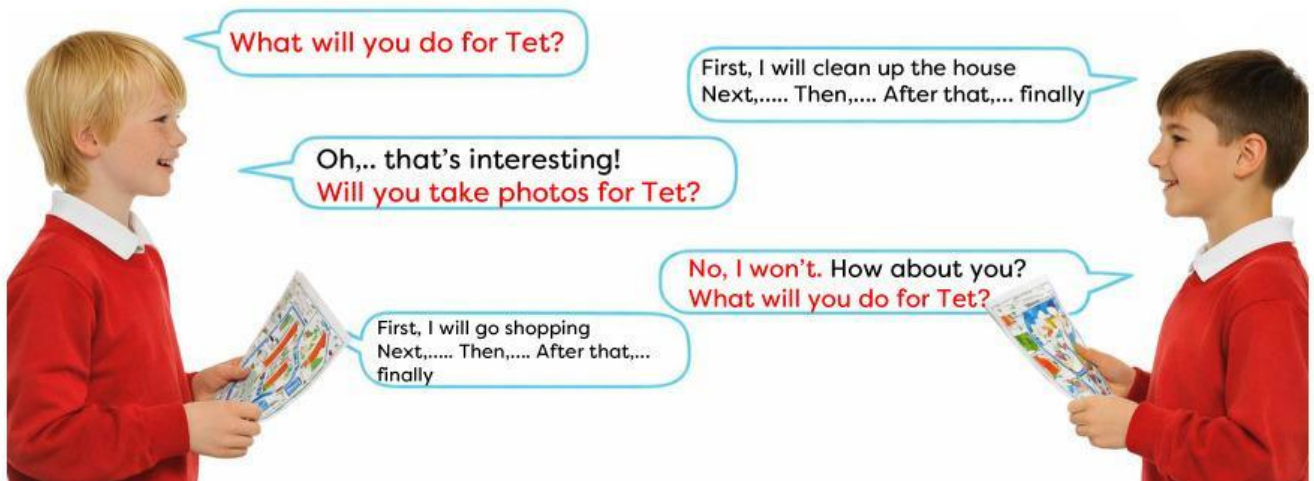 What will you do for Tet?
First, I will clean up the house
Next,..... Then,.... After that,... finally
Oh,.. that's interesting!
Will you take photos for Tet?
No, I won't. How about you?
What will you do for Tet?
First, I will go shopping
Next,..... Then,.... After that,...
finally